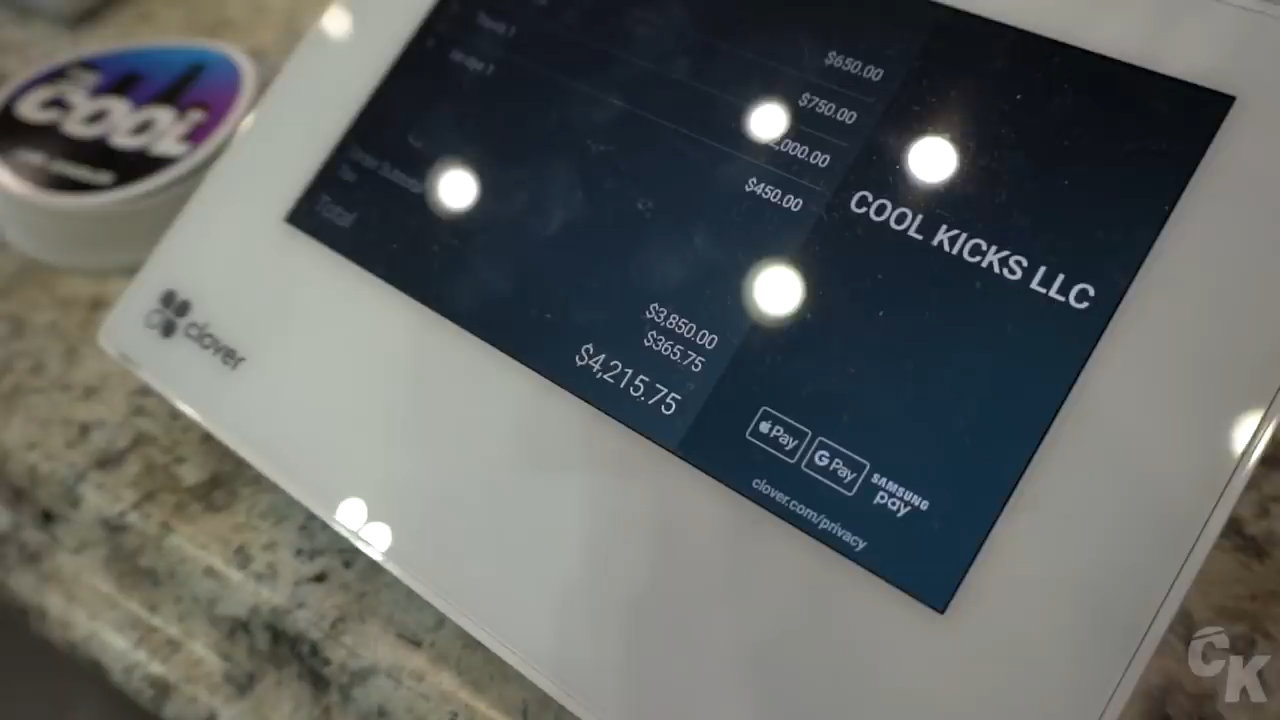 $650.00
$750.00
$2,000.00
$450.00
$3,850.00
$365.75
Total
$4,215.75
COOL KICKS LLC
Pay
G Pay
SAMSUNG
pay
clover.com/privacy
clover
COOL
CK